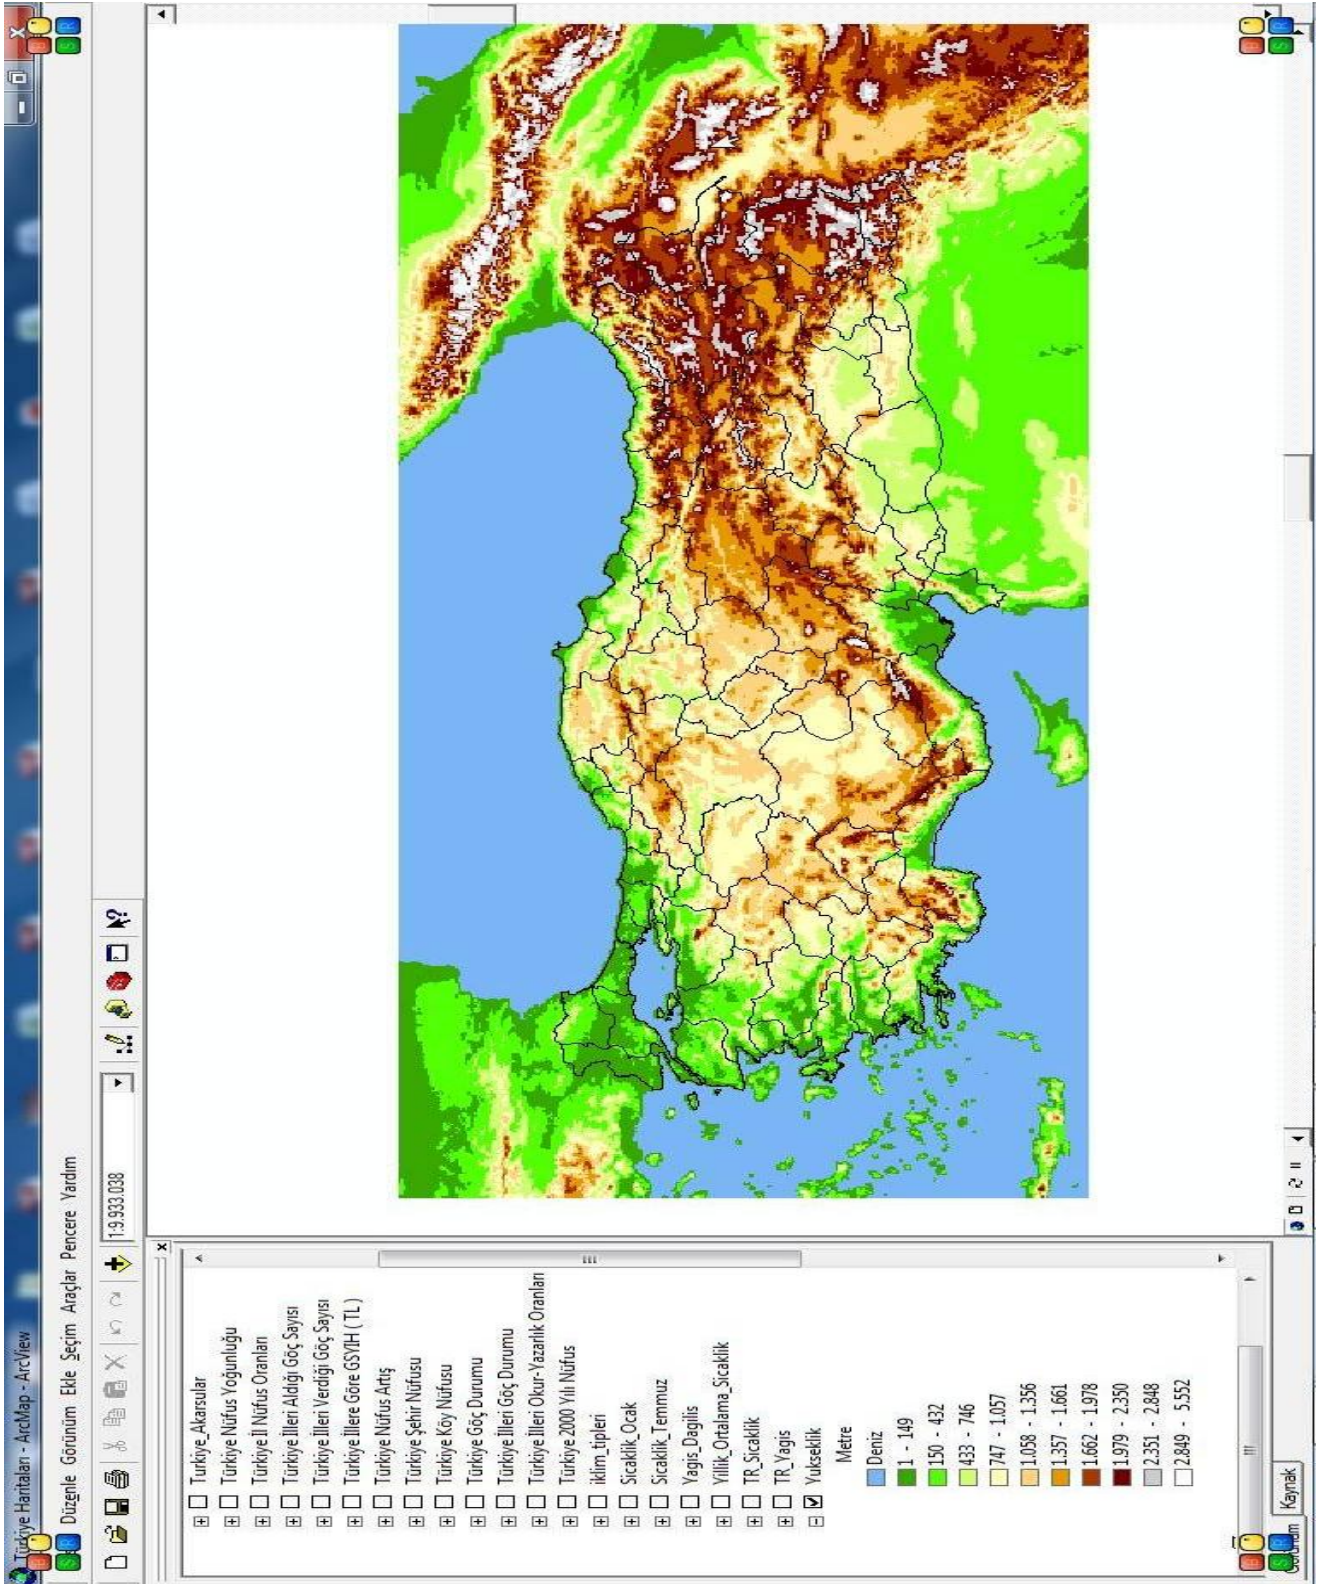 Türkiye Haritaları - ArcMap - ArcView
Düzenle Görünüm Ekle Seçim Araçlar Pencere Yardım
1:9.933.038
Türkiye_Akarsular
Türkiye Nüfus Yoğunluğu
Türkiye İl Nüfus Oranları
Türkiye İlleri Aldığı Göç Sayısı
Türkiye İlleri Verdiği Göç Sayısı
Türkiye İllere Göre GSYIH ( TL )
Türkiye Nüfus Artış
Türkiye Şehir Nüfusu
Türkiye Köy Nüfusu
Türkiye Göç Durumu
Türkiye İlleri Göç Durumu
Türkiye İlleri Okur-Yazarlık Oranları
Türkiye 2000 Yılı Nüfus
iklim_tipleri
Sicaklik_Ocak
Sicaklik_Temmuz
Yagis_Dagilis
Yillik_Ortalama_Sicaklik
TR_Sicaklik
TR_Yagis
Yukseklik
Metre
Deniz
1 - 149
150 - 432
433 - 746
747 - 1.057
1.058 - 1.356
1.357 - 1.661
1.662 - 1.978
1.979 - 2.350
2.351 - 2.848
2.849 - 5.552
Görünüm Kaynak
B S R
B S R
B S R
B S R